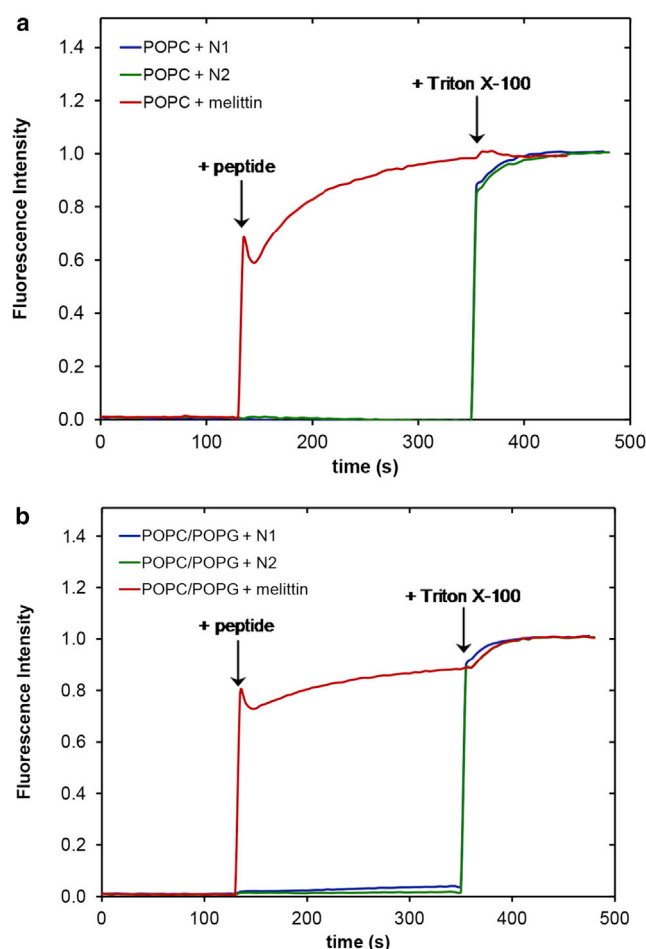 a
1.4
1.2
1.0
0.8
0.6
0.4
0.2
0.0
Fluorescence Intensity
POPC + N1
POPC + N2
POPC + melittin
+ peptide
+ Triton X-100
0 100 200 300 400 500
time (s)
b
1.4
1.2
1.0
0.8
0.6
0.4
0.2
0.0
Fluorescence Intensity
POPC/POPG + N1
POPC/POPG + N2
POPC/POPG + melittin
+ peptide
+ Triton X-100
0 100 200 300 400 500
time (s)